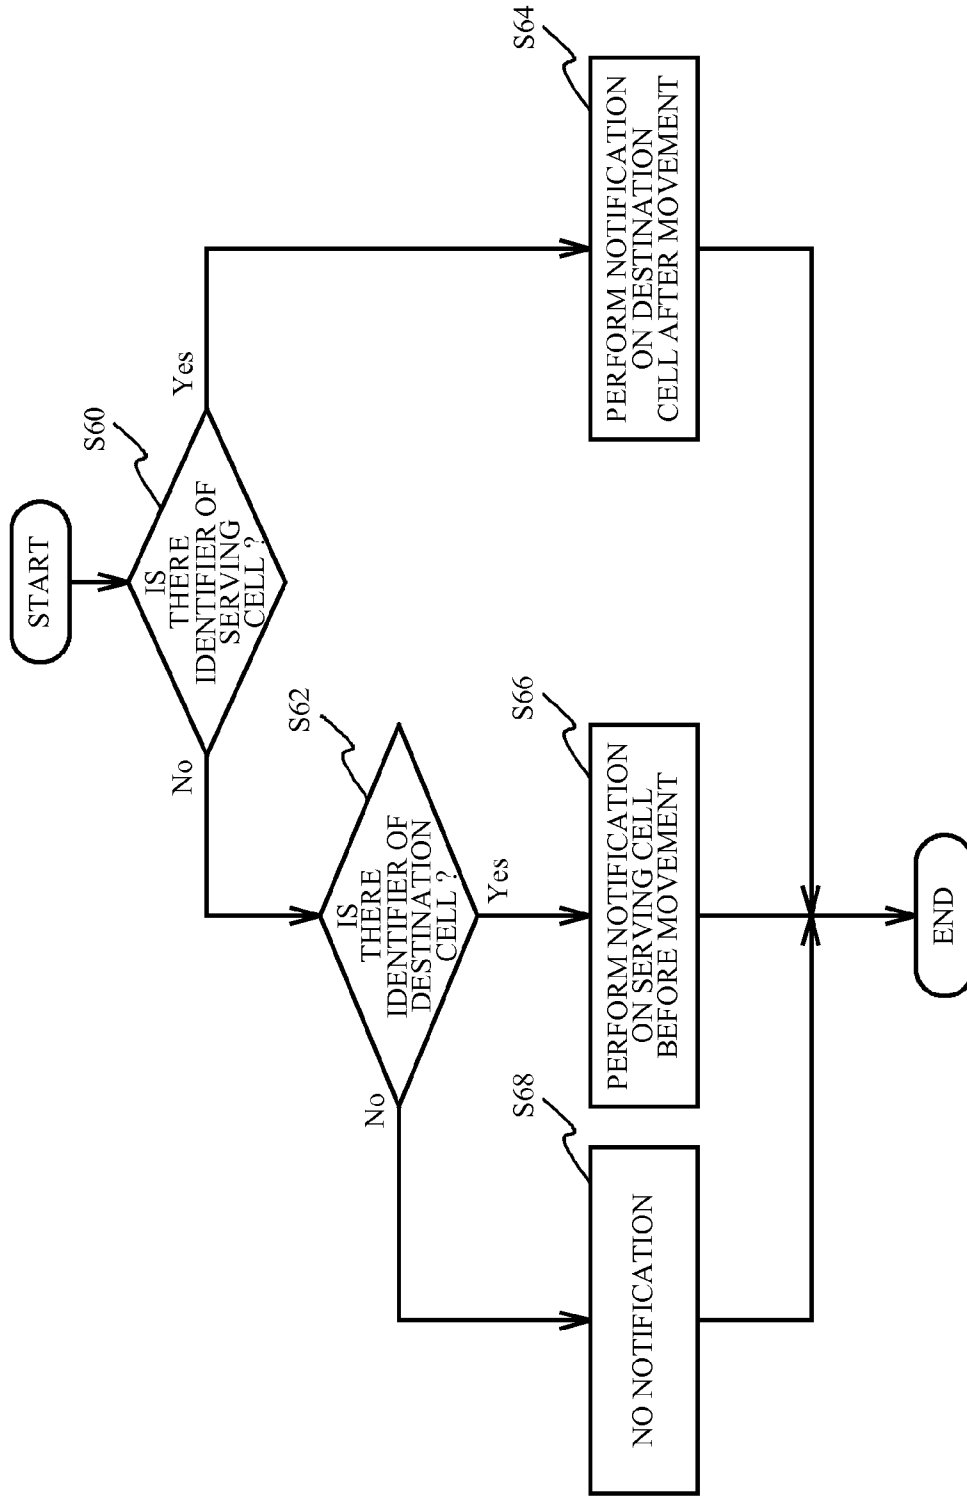 START
S60
IS
THERE
IDENTIFIER OF
SERVING
CELL ?
Yes
No
S62
IS
THERE
IDENTIFIER OF
DESTINATION
CELL ?
Yes
No
S64
PERFORM NOTIFICATION
ON DESTINATION
CELL AFTER MOVEMENT
S66
PERFORM NOTIFICATION
ON SERVING CELL
BEFORE MOVEMENT
S68
NO NOTIFICATION
END